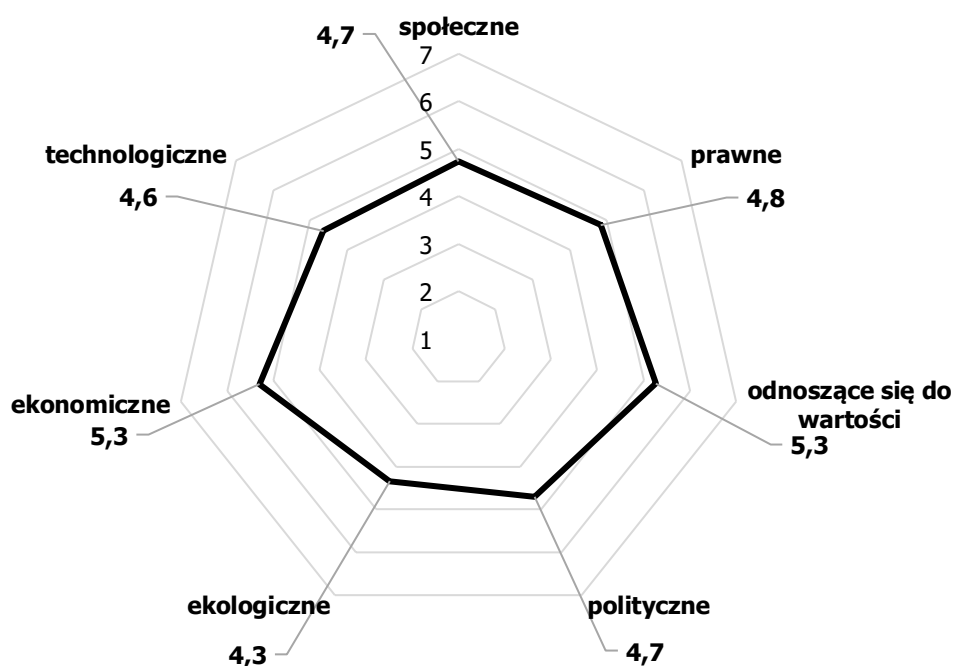 4,7
społeczne
7
6
5
4
3
2
1
technologiczne
4,6
prawne
4,8
ekonomiczne
5,3
odnoszące się do
wartości
5,3
ekologiczne
4,3
polityczne
4,7